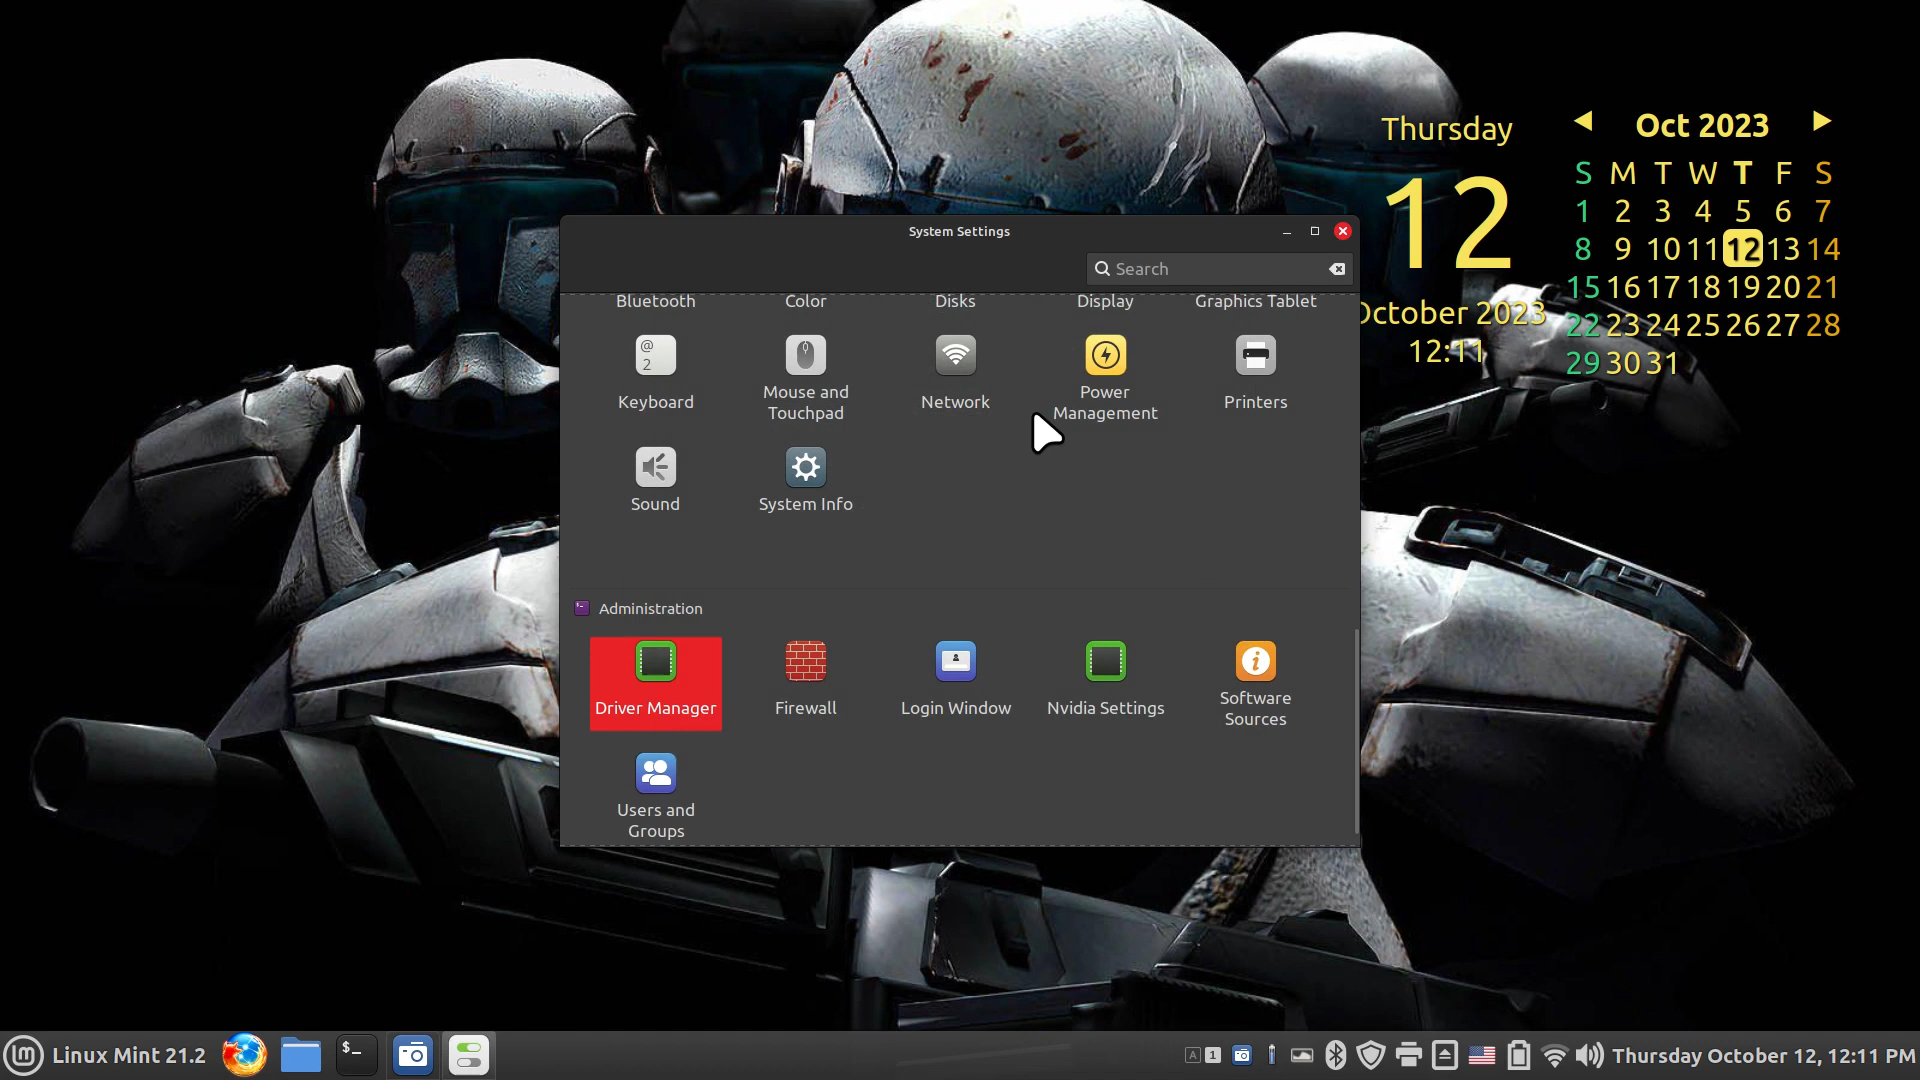 System Settings
Search
Bluetooth Color Disks Display Graphics Tablet
@
2
Keyboard
Mouse and
Touchpad
Network
Power
Management
Printers
Sound
System Info
Administration
Driver Manager
Firewall
Login Window
Nvidia Settings
Software
Sources
Users and
Groups
Thursday
12
October 2023
12:11
Oct 2023
S M T W T F S
1 2 3 4 5 6 7
8 9 10 11 12 13 14
15 16 17 18 19 20 21
22 23 24 25 26 27 28
29 30 31
Linux Mint 21.2
$_
A 1
Thursday October 12, 12:11 PM